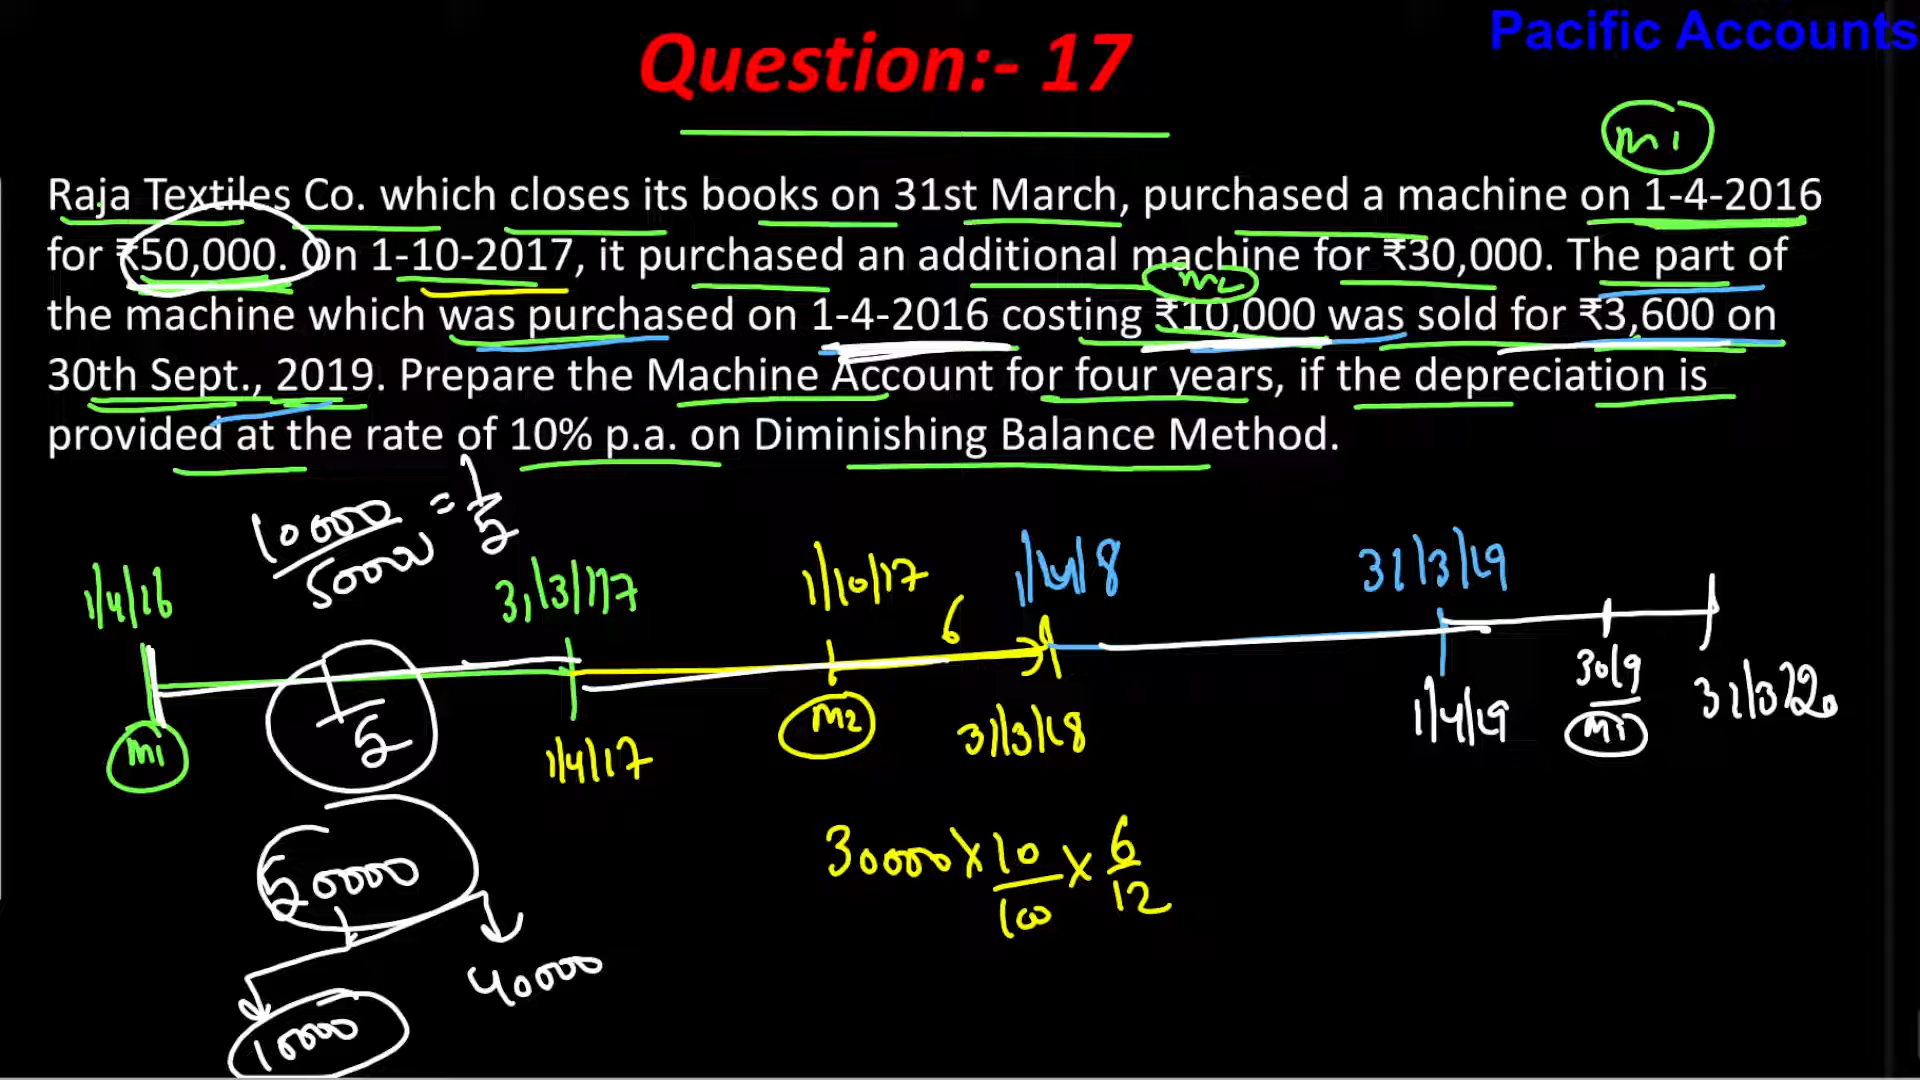 Pacific Accounts
Question:- 17
m1
Raja Textiles Co. which closes its books on 31st March, purchased a machine on 1-4-2016
for ₹50,000. On 1-10-2017, it purchased an additional machine for ₹30,000. The part of
m2
the machine which was purchased on 1-4-2016 costing ₹10,000 was sold for ₹3,600 on
30th Sept., 2019. Prepare the Machine Account for four years, if the depreciation is
provided at the rate of 10% p.a. on Diminishing Balance Method.
10000/50000 = 1/5
1/4/16 31/3/17 1/10/17 6 1/4/18 31/3/19
m1 1/5 1/4/17 m2 31/3/18 1/4/19 30/9 m1 31/3/20
50000 30000 × 10/100 × 6/12
40000
10000